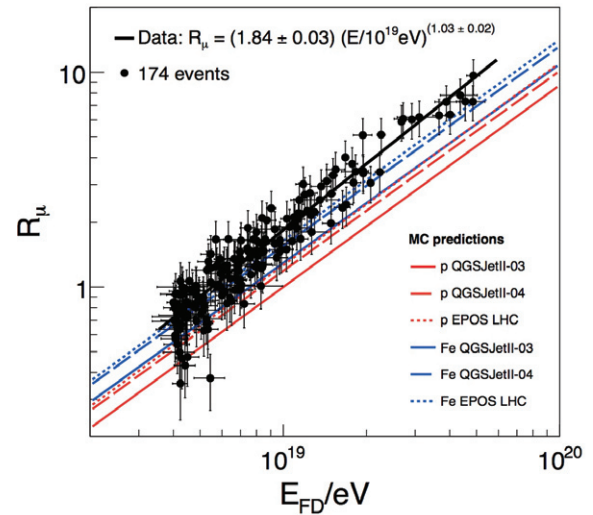 Data: Rμ = (1.84 ± 0.03) (E/10¹⁹eV)⁽¹·⁰³ ± ⁰·⁰²⁾
174 events
10
Rμ
1
MC predictions
p QGSJetII-03
p QGSJetII-04
p EPOS LHC
Fe QGSJetII-03
Fe QGSJetII-04
Fe EPOS LHC
10¹⁹ 10²⁰
E_FD/eV